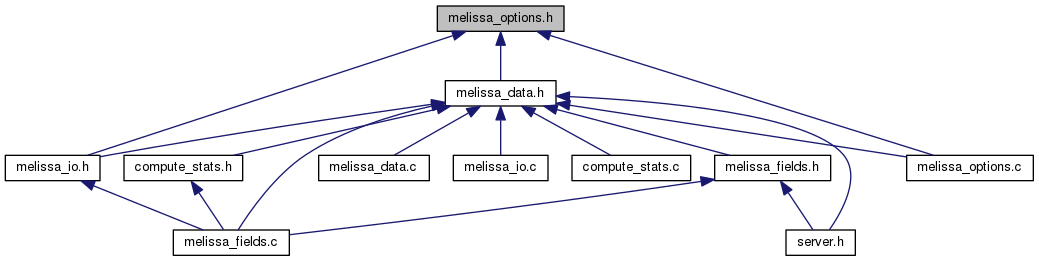 melissa_options.h
melissa_data.h
melissa_io.h
compute_stats.h
melissa_data.c
melissa_io.c
compute_stats.c
melissa_fields.h
melissa_options.c
melissa_fields.c
server.h